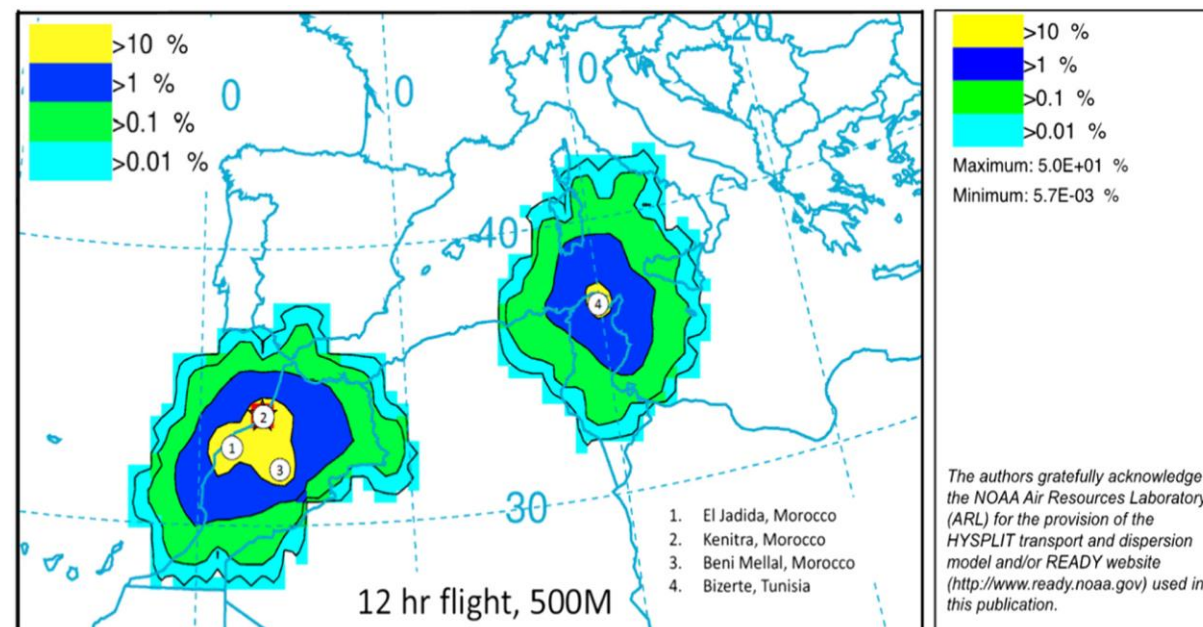 >10 %
>1 %
>0.1 %
>0.01 %
0
0
10
20
40
30
4
2
1
3
1. El Jadida, Morocco
2. Kenitra, Morocco
3. Beni Mellal, Morocco
4. Bizerte, Tunisia
12 hr flight, 500M
>10 %
>1 %
>0.1 %
>0.01 %
Maximum: 5.0E+01 %
Minimum: 5.7E-03 %
The authors gratefully acknowledge
the NOAA Air Resources Laboratory
(ARL) for the provision of the
HYSPLIT transport and dispersion
model and/or READY website
(http://www.ready.noaa.gov) used in
this publication.